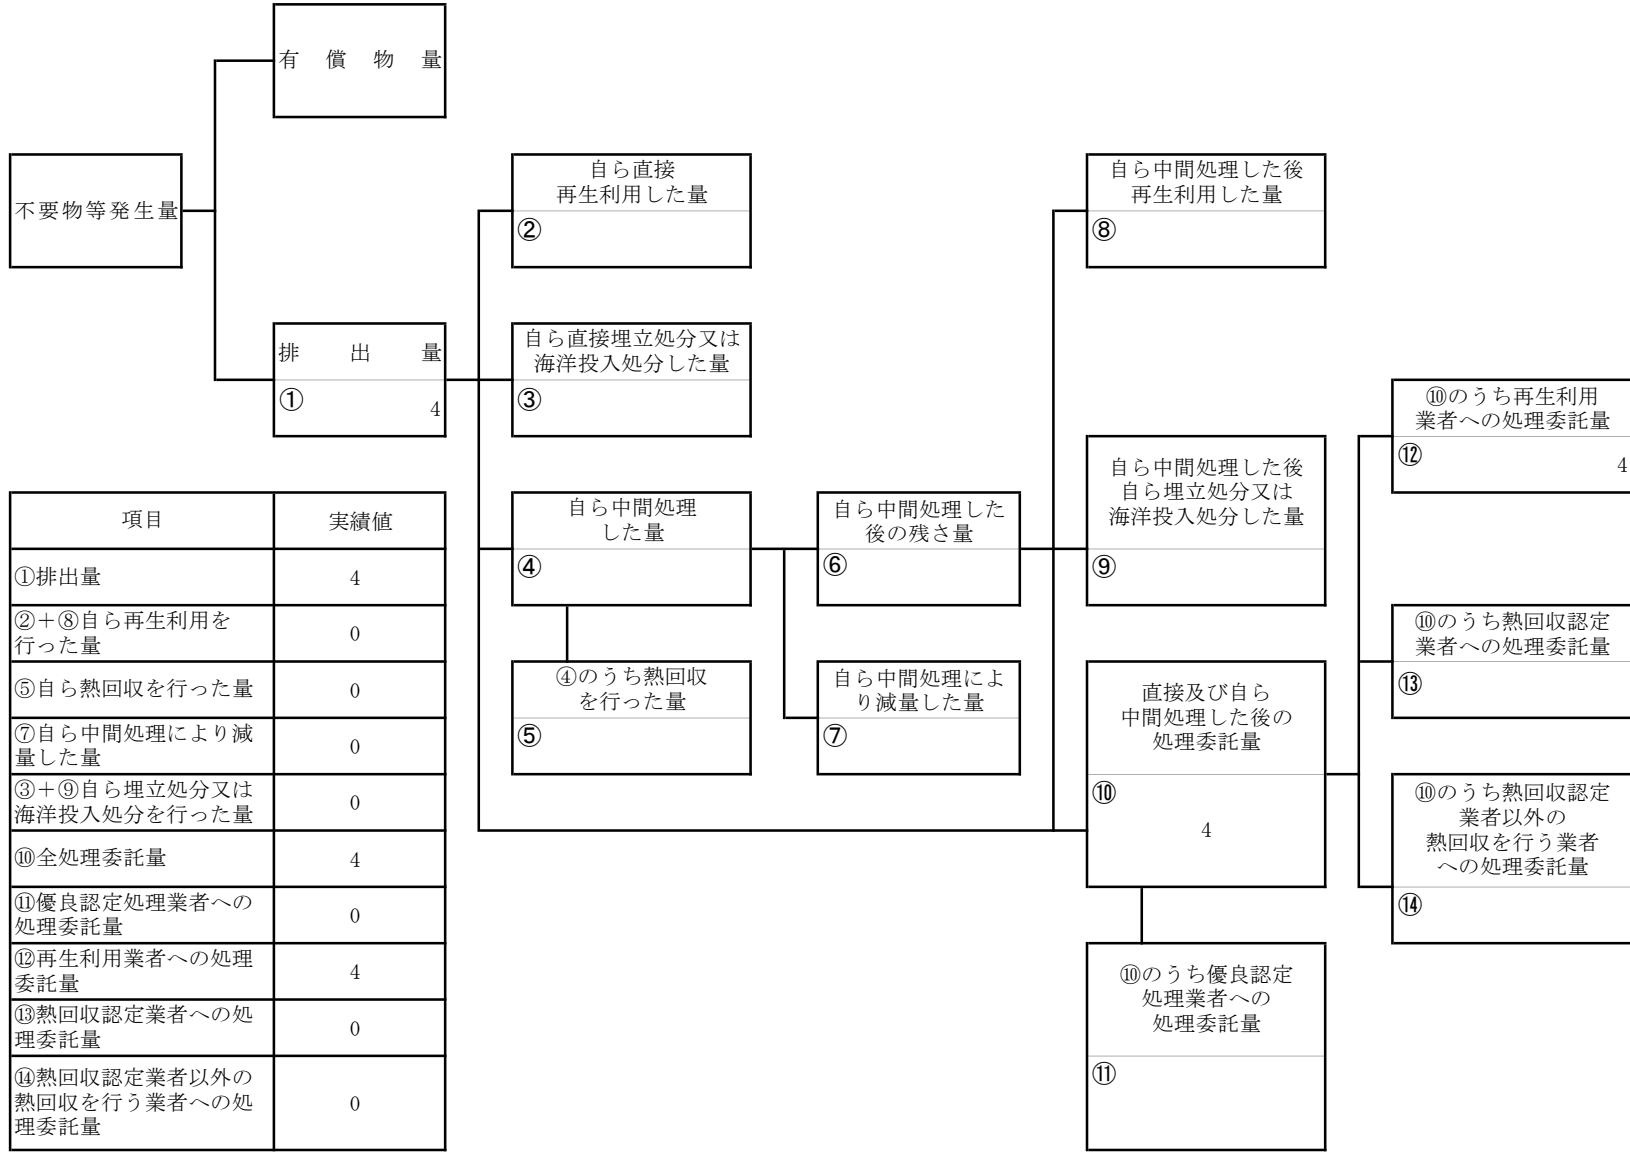 有償物量
不要物等発生量
排出量
①
4
自ら直接
再生利用した量
②
自ら直接埋立処分又は
海洋投入処分した量
③
自ら中間処理
した量
④
④のうち熱回収
を行った量
⑤
自ら中間処理した
後の残さ量
⑥
自ら中間処理によ
り減量した量
⑦
自ら中間処理した後
再生利用した量
⑧
自ら中間処理した後
自ら埋立処分又は
海洋投入処分した量
⑨
直接及び自ら
中間処理した後の
処理委託量
⑩
4
⑩のうち優良認定
処理業者への
処理委託量
⑪
⑩のうち再生利用
業者への処理委託量
⑫
4
⑩のうち熱回収認定
業者への処理委託量
⑬
⑩のうち熱回収認定
業者以外の
熱回収を行う業者
への処理委託量
⑭
項目 実績値
①排出量 4
②+⑧自ら再生利用を
行った量 0
⑤自ら熱回収を行った量 0
⑦自ら中間処理により減
量した量 0
③+⑨自ら埋立処分又は
海洋投入処分を行った量 0
⑩全処理委託量 4
⑪優良認定処理業者への
処理委託量 0
⑫再生利用業者への処理
委託量 4
⑬熱回収認定業者への処
理委託量 0
⑭熱回収認定業者以外の
熱回収を行う業者への処 0
理委託量